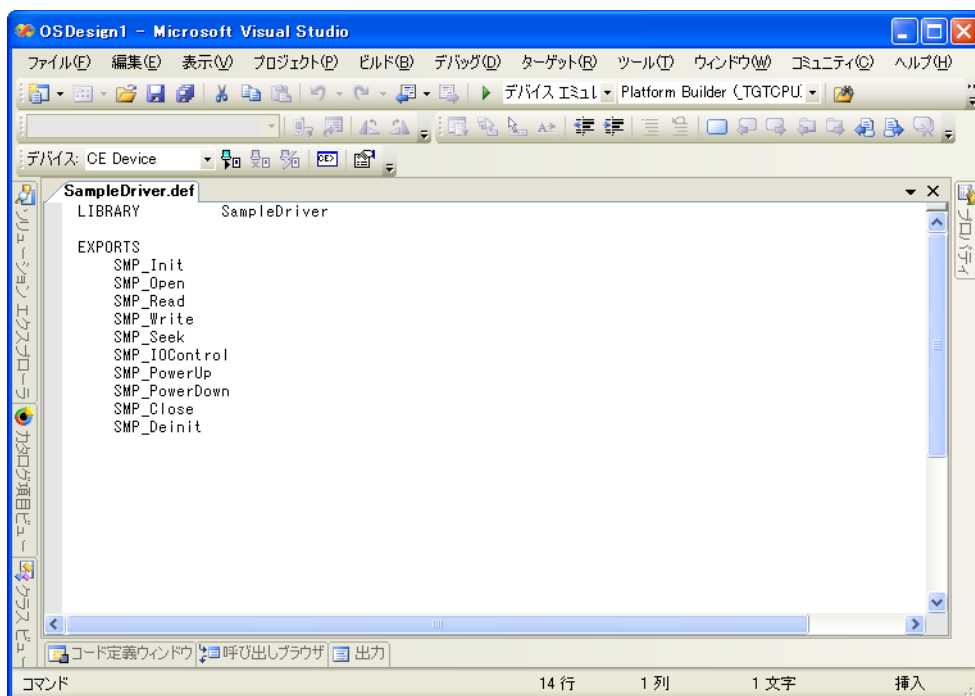 OSDesign1 - Microsoft Visual Studio
ファイル(F) 編集(E) 表示(V) プロジェクト(P) ビルド(B) デバッグ(D) ターゲット(R) ツール(T) ウィンドウ(W) コミュニティ(C) ヘルプ(H)
デバイス エミュレ Platform Builder (_TGTCPU
デバイス: CE Device
SampleDriver.def
LIBRARY SampleDriver
EXPORTS
SMP_Init
SMP_Open
SMP_Read
SMP_Write
SMP_Seek
SMP_IOControl
SMP_PowerUp
SMP_PowerDown
SMP_Close
SMP_Deinit
ソリューション エクスプローラ
カタログ項目ビュー
クラス ビュー
プロパティ
コード定義ウィンドウ 呼び出しブラウザ 出力
コマンド 14 行 1 列 1 文字 挿入